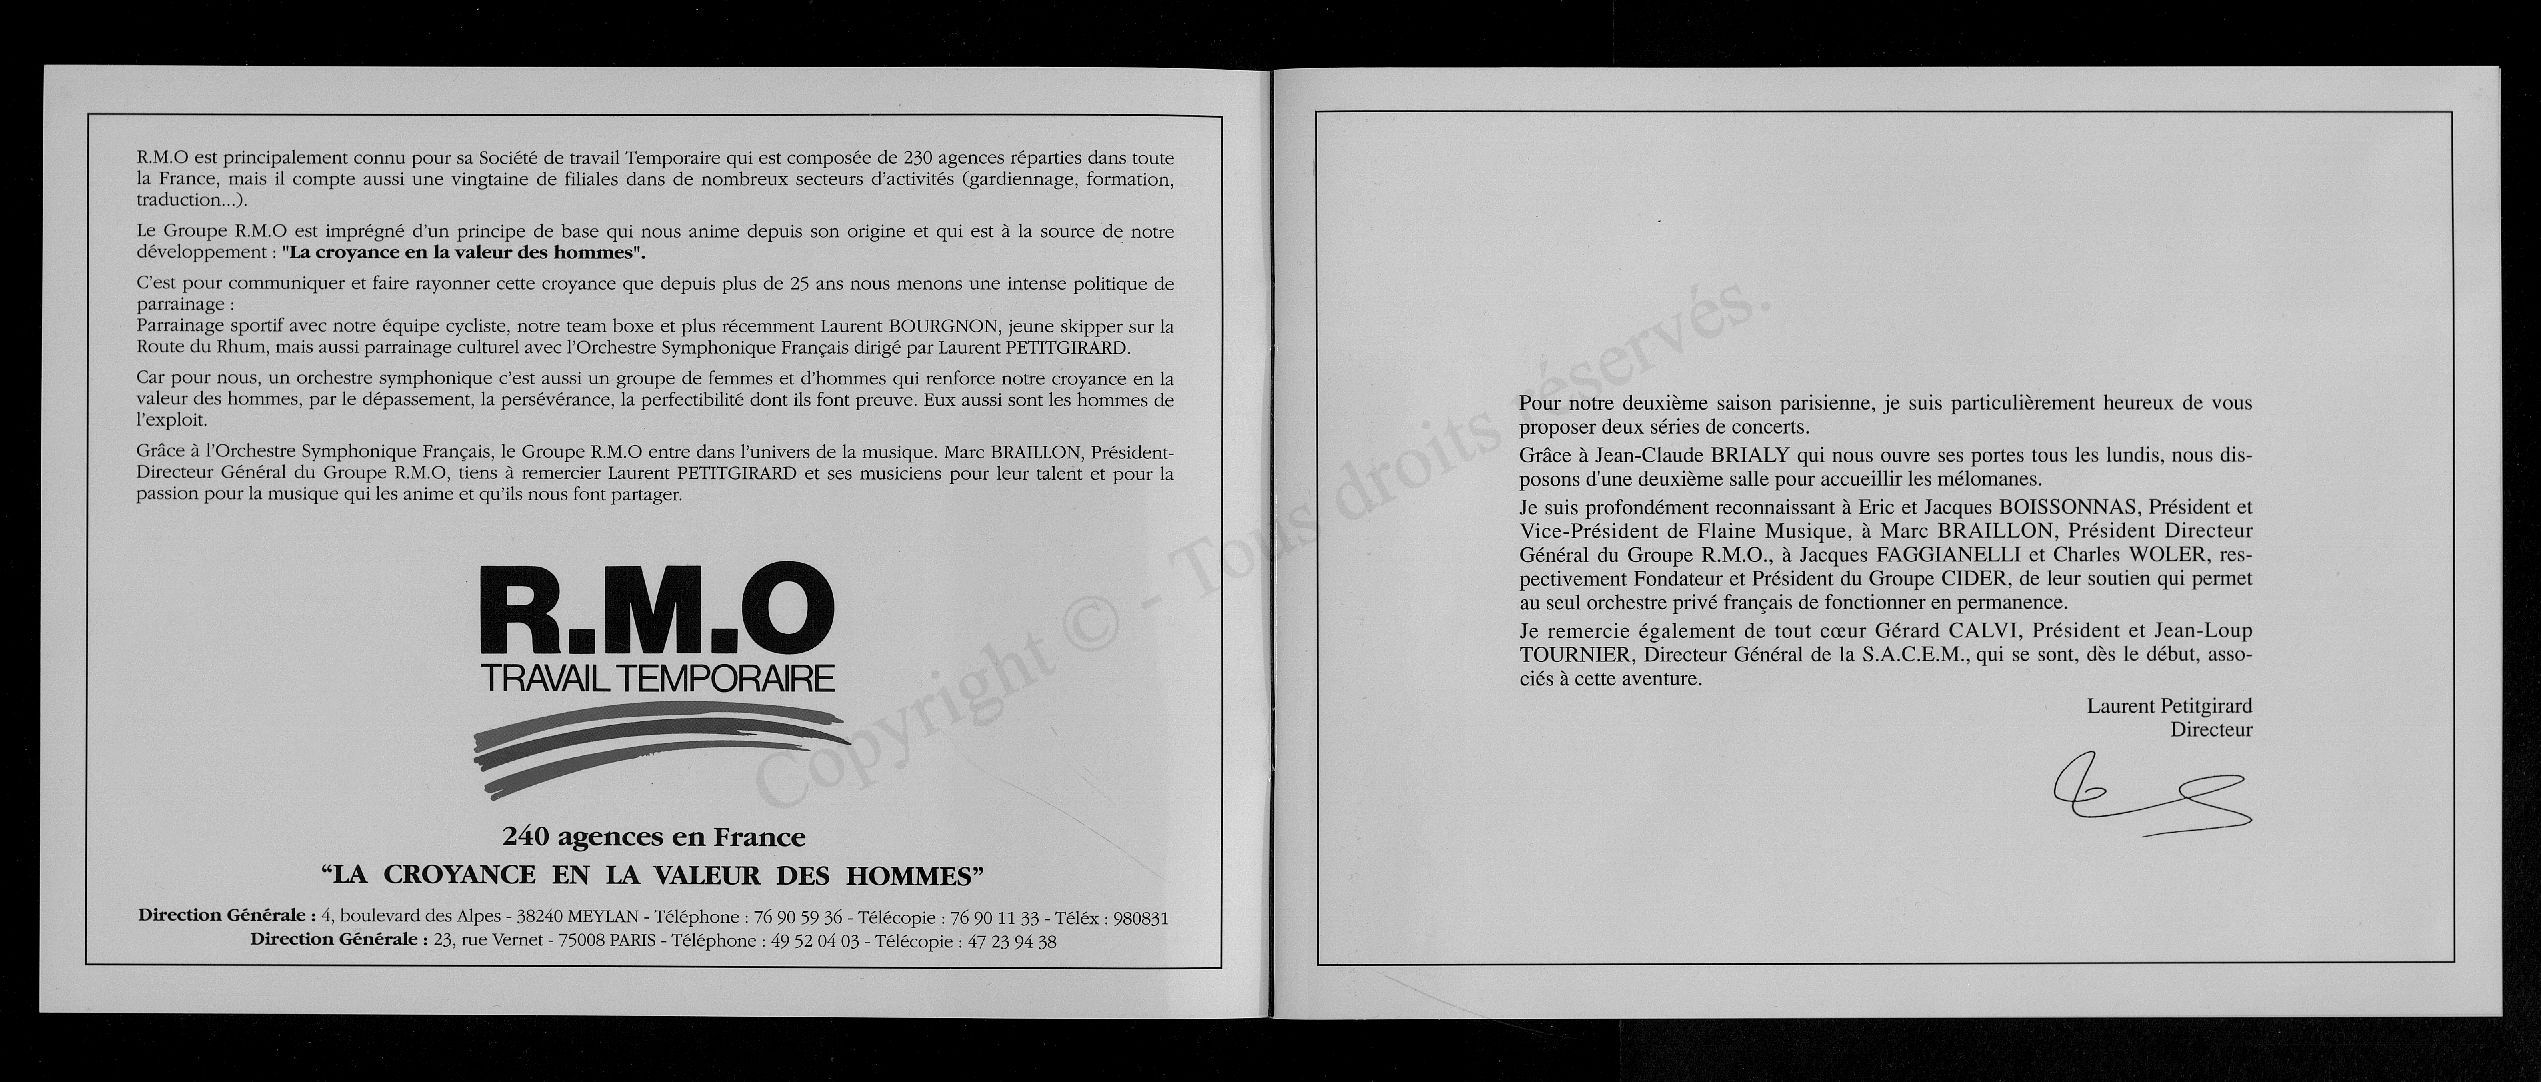 R.M.O est principalement connu pour sa Société de travail Temporaire qui est composée de 230 agences réparties dans toute
la France, mais il compte aussi une vingtaine de filiales dans de nombreux secteurs d'activités (gardiennage, formation,
traduction...).
Le Groupe R.M.O est imprégné d'un principe de base qui nous anime depuis son origine et qui est à la source de notre
développement : "La croyance en la valeur des hommes".
C'est pour communiquer et faire rayonner cette croyance que depuis plus de 25 ans nous menons une intense politique de
parrainage :
Parrainage sportif avec notre équipe cycliste, notre team boxe et plus récemment Laurent BOURGNON, jeune skipper sur la
Route du Rhum, mais aussi parrainage culturel avec l'Orchestre Symphonique Français dirigé par Laurent PETITGIRARD.
Car pour nous, un orchestre symphonique c'est aussi un groupe de femmes et d'hommes qui renforce notre croyance en la
valeur des hommes, par le dépassement, la persévérance, la perfectibilité dont ils font preuve. Eux aussi sont les hommes de
l'exploit.
Grâce à l'Orchestre Symphonique Français, le Groupe R.M.O entre dans l'univers de la musique. Marc BRAILLON, Président-
Directeur Général du Groupe R.M.O, tiens à remercier Laurent PETITGIRARD et ses musiciens pour leur talent et pour la
passion pour la musique qui les anime et qu'ils nous font partager.
R.M.O
TRAVAIL TEMPORAIRE
240 agences en France
“LA CROYANCE EN LA VALEUR DES HOMMES”
Direction Générale : 4, boulevard des Alpes - 38240 MEYLAN - Téléphone : 76 90 59 36 - Télécopie : 76 90 11 33 - Téléx : 980831
Direction Générale : 23, rue Vernet - 75008 PARIS - Téléphone : 49 52 04 03 - Télécopie : 47 23 94 38
Pour notre deuxième saison parisienne, je suis particulièrement heureux de vous
proposer deux séries de concerts.
Grâce à Jean-Claude BRIALY qui nous ouvre ses portes tous les lundis, nous dis-
posons d'une deuxième salle pour accueillir les mélomanes.
Je suis profondément reconnaissant à Eric et Jacques BOISSONNAS, Président et
Vice-Président de Flaine Musique, à Marc BRAILLON, Président Directeur
Général du Groupe R.M.O., à Jacques FAGGIANELLI et Charles WOLER, res-
pectivement Fondateur et Président du Groupe CIDER, de leur soutien qui permet
au seul orchestre privé français de fonctionner en permanence.
Je remercie également de tout cœur Gérard CALVI, Président et Jean-Loup
TOURNIER, Directeur Général de la S.A.C.E.M., qui se sont, dès le début, asso-
ciés à cette aventure.
Laurent Petitgirard
Directeur
Copyright © - Tous droits réservés.